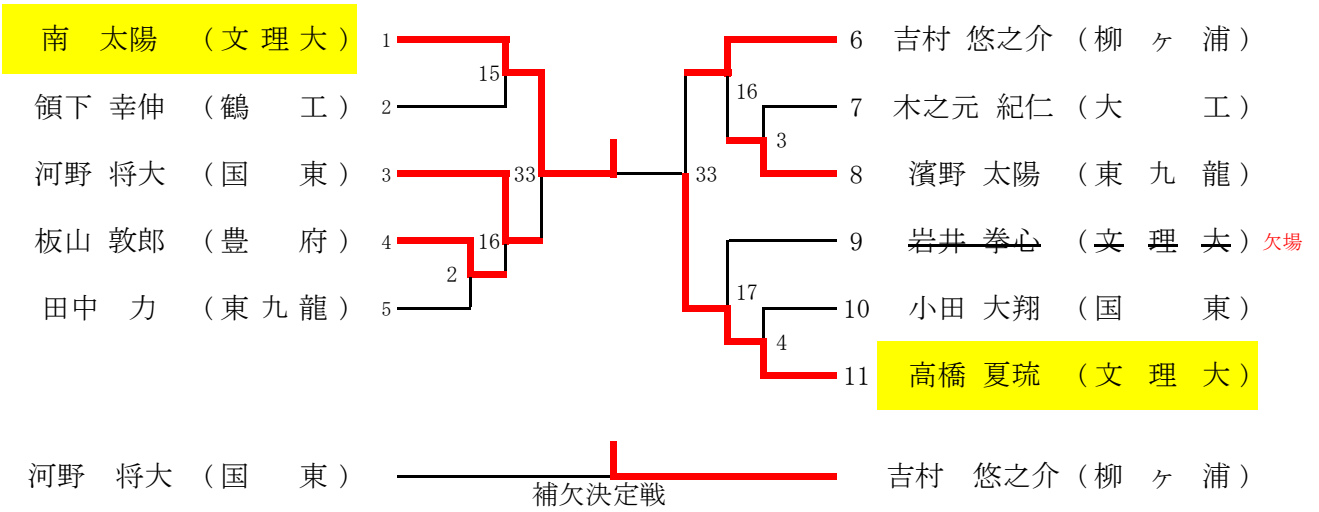 南 太陽 (文理大) 1
15
領下 幸伸 (鶴 工) 2
河野 将大 (国 東) 3
33
板山 敦郎 (豊 府) 4
16
2
田中 力 (東九龍) 5
6 吉村 悠之介 (柳ヶ浦)
16
7 木之元 紀仁 (大 工)
3
33
8 濱野 太陽 (東九龍)
9 岩井 拳心 (文理大) 欠場
17
10 小田 大翔 (国 東)
4
11 高橋 夏琉 (文理大)
河野 将大 (国 東)
吉村 悠之介 (柳ヶ浦)
補欠決定戦